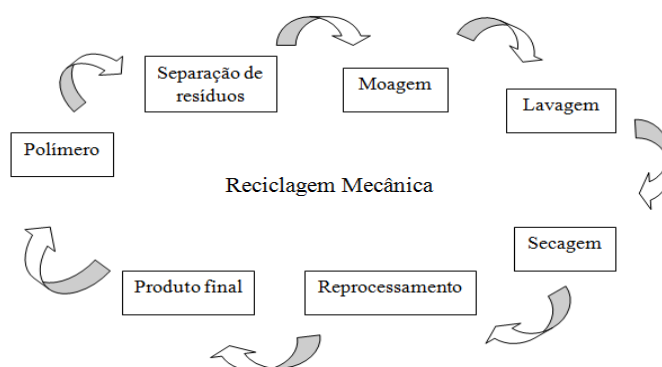 Separação de
resíduos
Moagem
Lavagem
Polímero
Reciclagem Mecânica
Secagem
Produto final
Reprocessamento